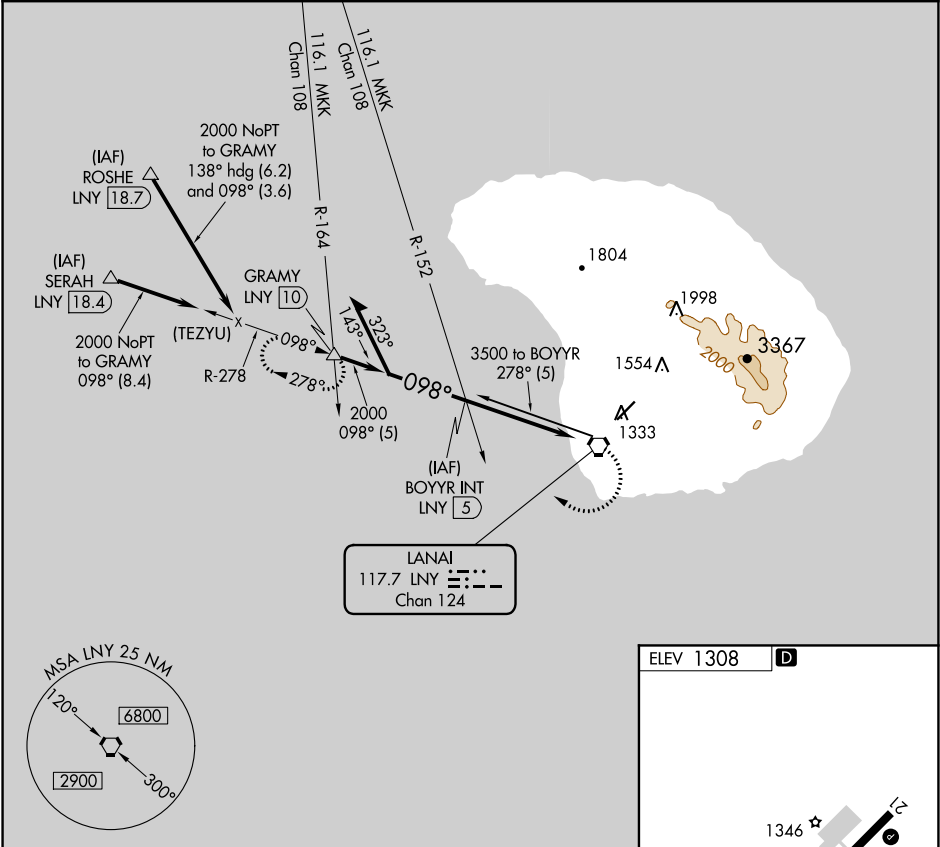 116.1 MKK
Chan 108
116.1 MKK
Chan 108
2000 NoPT
to GRAMY
138° hdg (6.2)
and 098° (3.6)
(IAF)
ROSHE
LNY 18.7
R-164
R-152
(IAF)
SERAH
LNY 18.4
GRAMY
LNY 10
1804
1998
(TEZYU)
098°
323°
143°
2000 NoPT
to GRAMY
098° (8.4)
R-278
278°
3500 to BOYYR
278° (5)
1554
2000
3367
098°
2000
098° (5)
1333
(IAF)
BOYYR INT
LNY 5
LANAI
117.7 LNY
Chan 124
MSA LNY 25 NM
120°
6800
2900
300°
ELEV 1308 D
21
1346
P